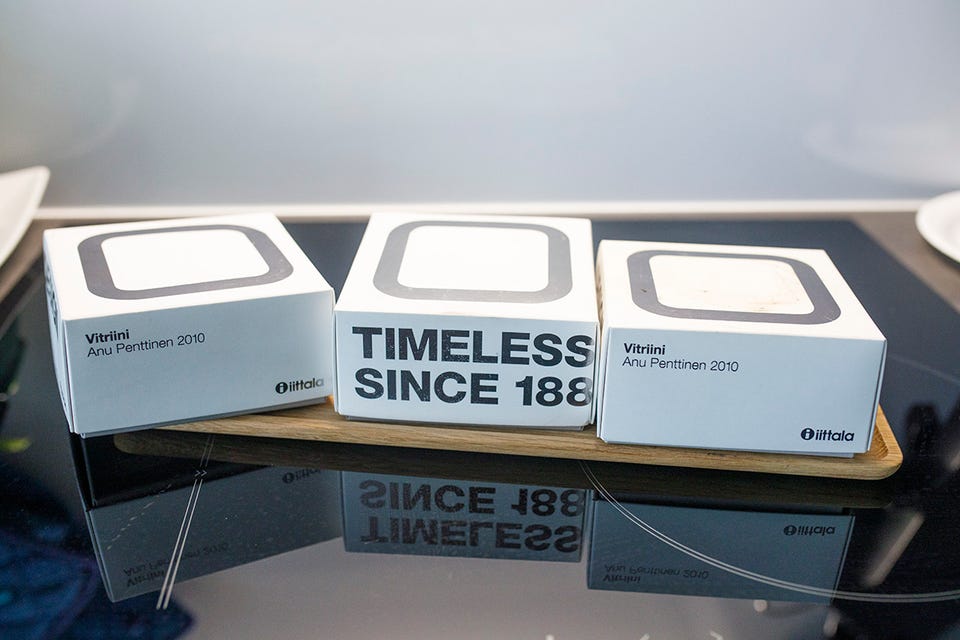 Vitriini
Anu Penttinen 2010
iittala
TIMELESS
SINCE 188
Vitriini
Anu Penttinen 2010
iittala